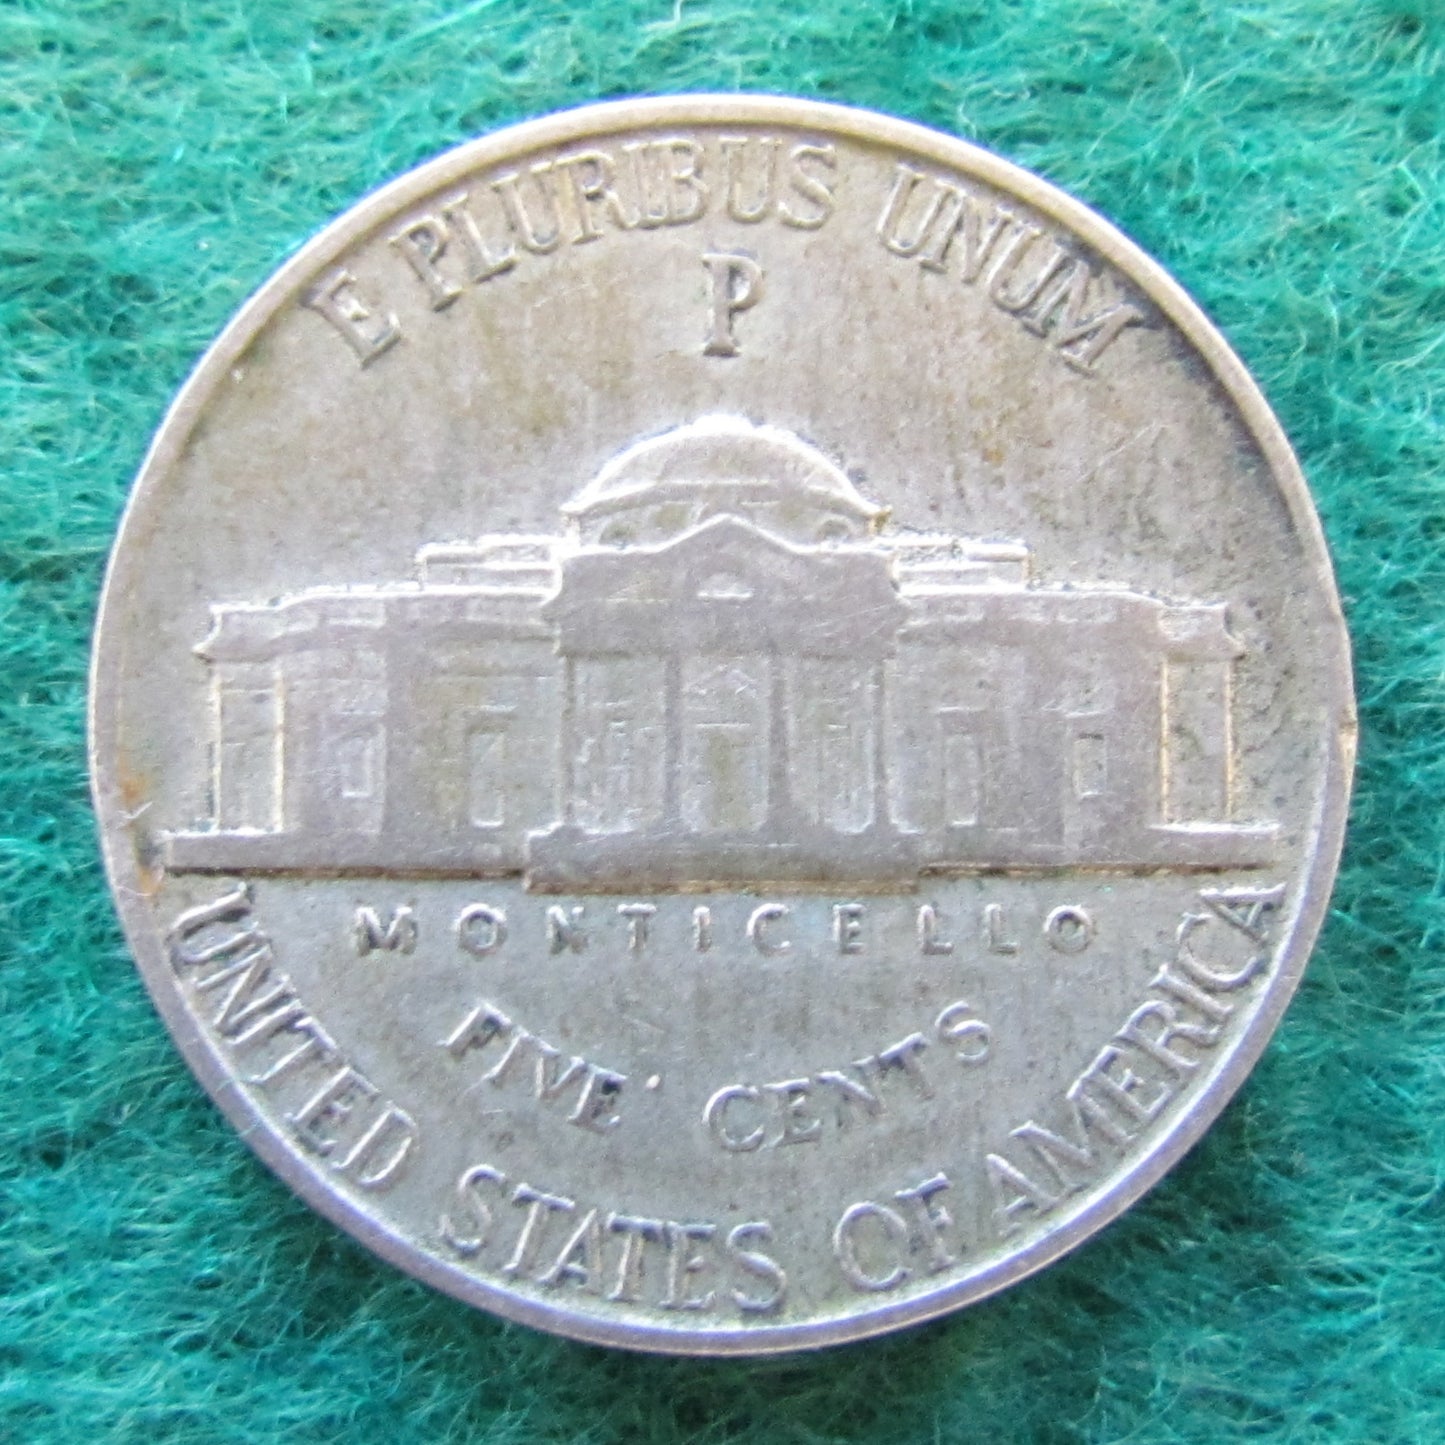 E PLURIBUS UNUM
P
MONTICELLO
FIVE CENTS
UNITED STATES OF AMERICA